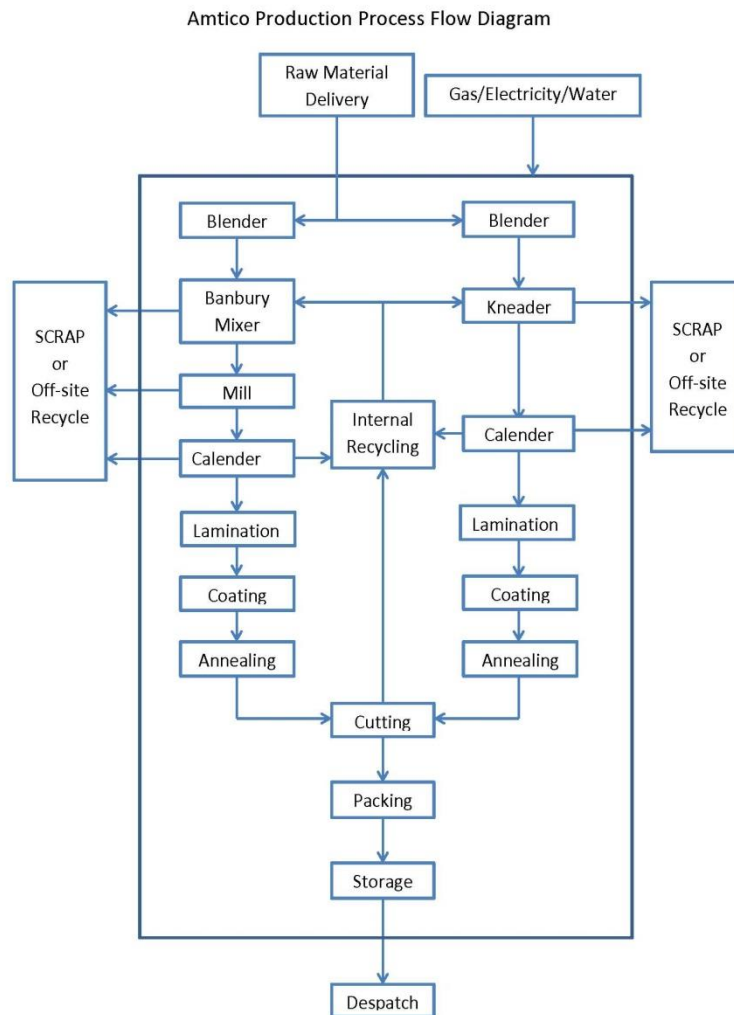 Amtico Production Process Flow Diagram
Raw Material
Delivery
Gas/Electricity/Water
Blender
Blender
Banbury
Mixer
Kneader
SCRAP
or
Off-site
Recycle
SCRAP
or
Off-site
Recycle
Mill
Internal
Recycling
Calender
Calender
Lamination
Lamination
Coating
Coating
Annealing
Annealing
Cutting
Packing
Storage
Despatch